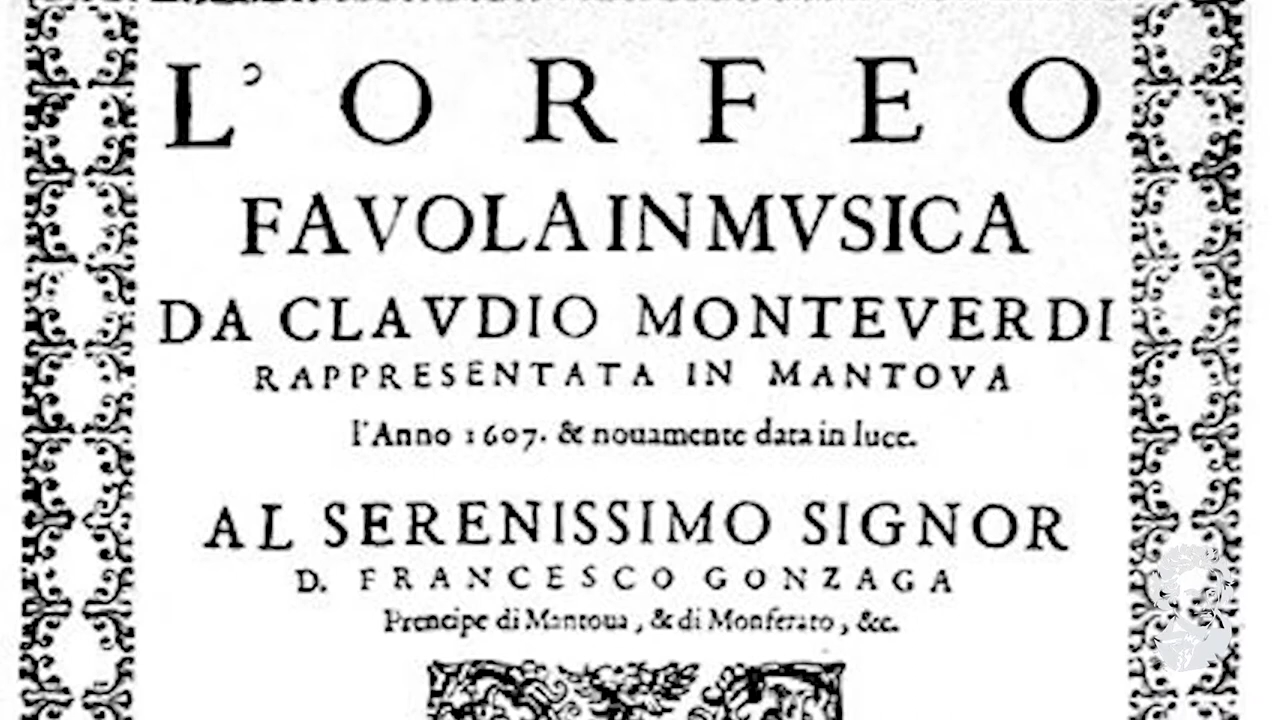 L'ORFEO
FAVOLA IN MVSICA
DA CLAVDIO MONTEVERDI
RAPPRESENTATA IN MANTOVA
l'Anno 1607. & nouamente data in luce.
AL SERENISSIMO SIGNOR
D. FRANCESCO GONZAGA
Prencipe di Mantoua, & di Monferato, &c.